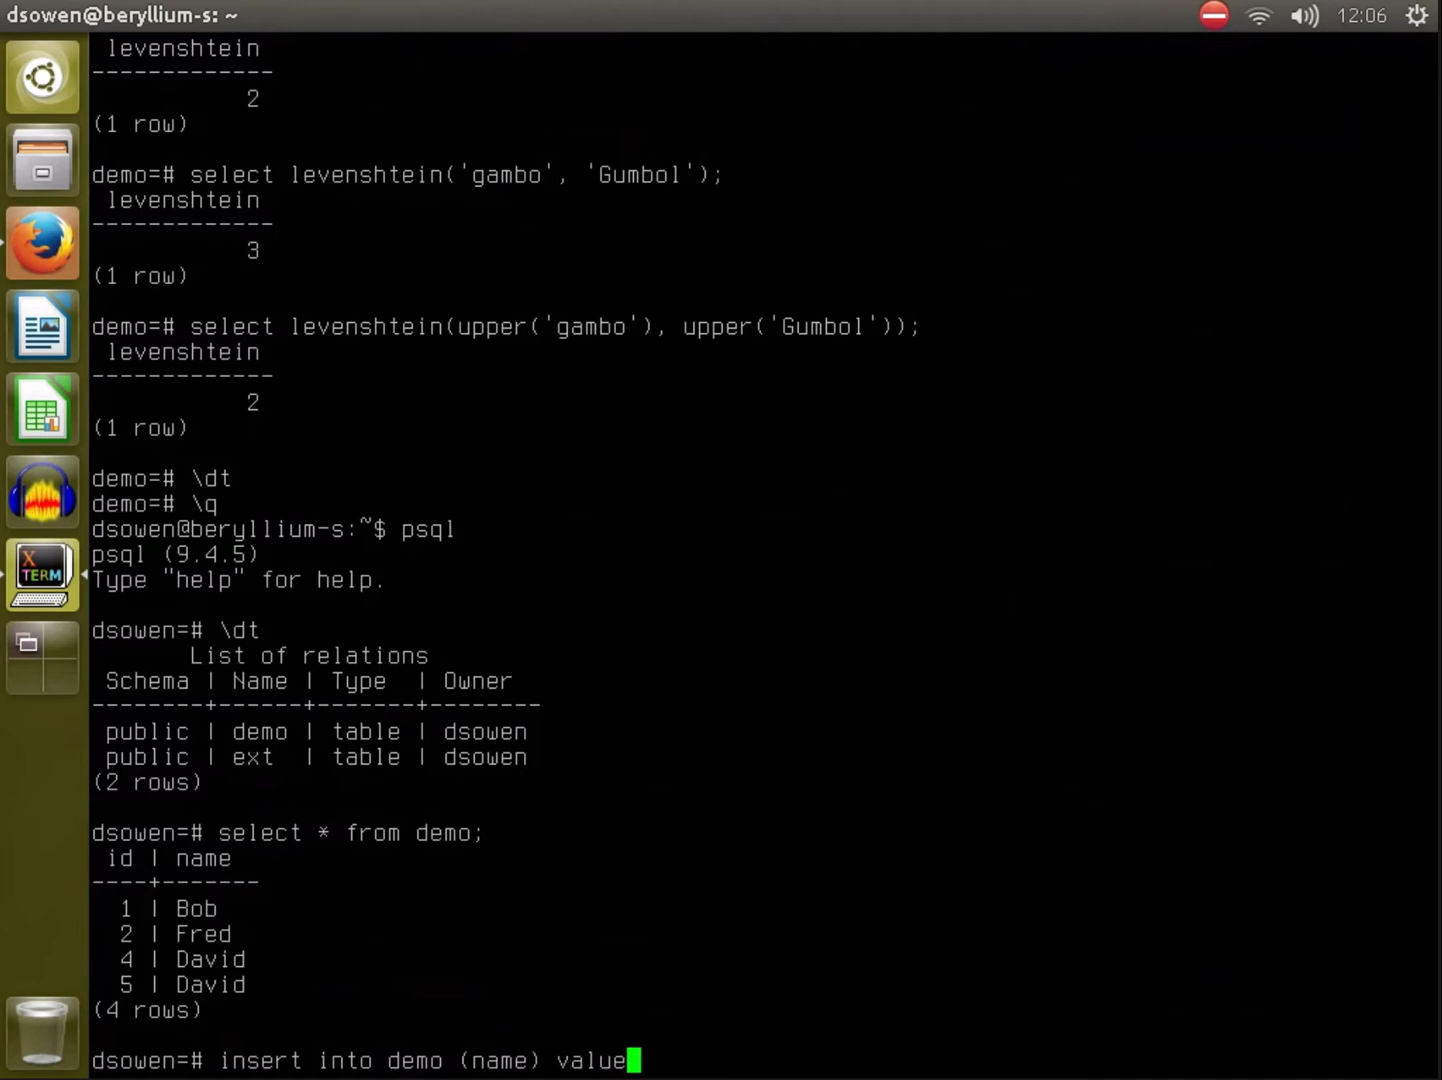 dsowen@beryllium-s: ~
12:06
levenshtein
-------------
2
(1 row)
demo=# select levenshtein('gambo', 'Gumbol');
levenshtein
-------------
3
(1 row)
demo=# select levenshtein(upper('gambo'), upper('Gumbol'));
levenshtein
-------------
2
(1 row)
demo=# \dt
demo=# \q
dsowen@beryllium-s:~$ psql
psql (9.4.5)
Type "help" for help.
dsowen=# \dt
List of relations
Schema | Name | Type  | Owner
--------+------+-------+--------
public | demo | table | dsowen
public | ext  | table | dsowen
(2 rows)
dsowen=# select * from demo;
id | name
----+-------
1 | Bob
2 | Fred
4 | David
5 | David
(4 rows)
dsowen=# insert into demo (name) value
X
TERM